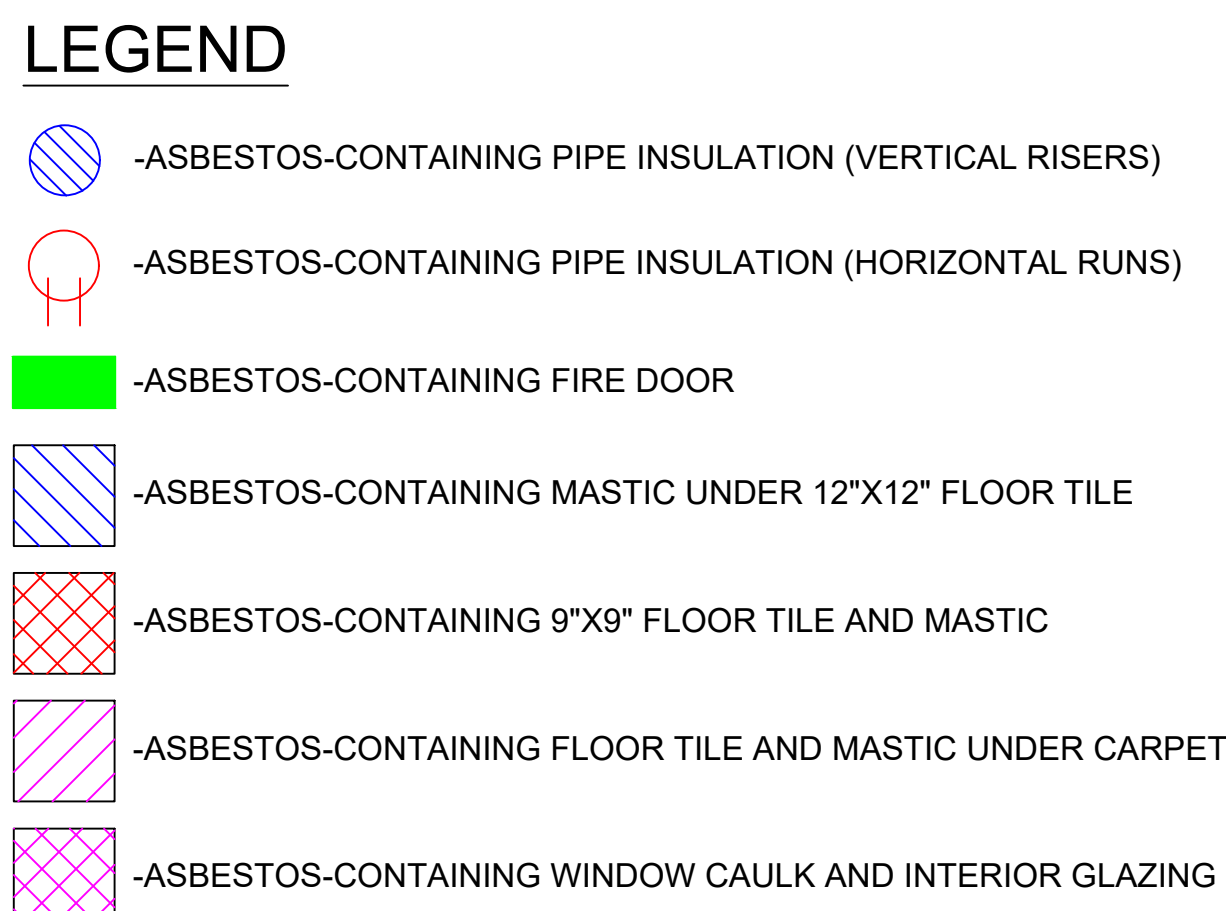 LEGEND
-ASBESTOS-CONTAINING PIPE INSULATION (VERTICAL RISERS)
-ASBESTOS-CONTAINING PIPE INSULATION (HORIZONTAL RUNS)
-ASBESTOS-CONTAINING FIRE DOOR
-ASBESTOS-CONTAINING MASTIC UNDER 12"X12" FLOOR TILE
-ASBESTOS-CONTAINING 9"X9" FLOOR TILE AND MASTIC
-ASBESTOS-CONTAINING FLOOR TILE AND MASTIC UNDER CARPET
-ASBESTOS-CONTAINING WINDOW CAULK AND INTERIOR GLAZING